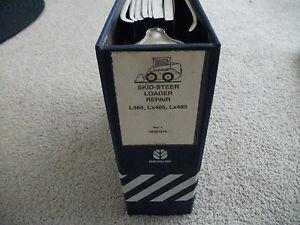 SKID-STEER
LOADER
REPAIR
L465, Lx465, Lx485